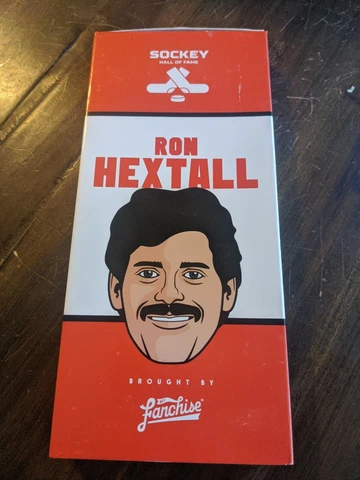 SOCKEY
HALL OF FAME
RON
HEXTALL
BROUGHT BY
Fanchise